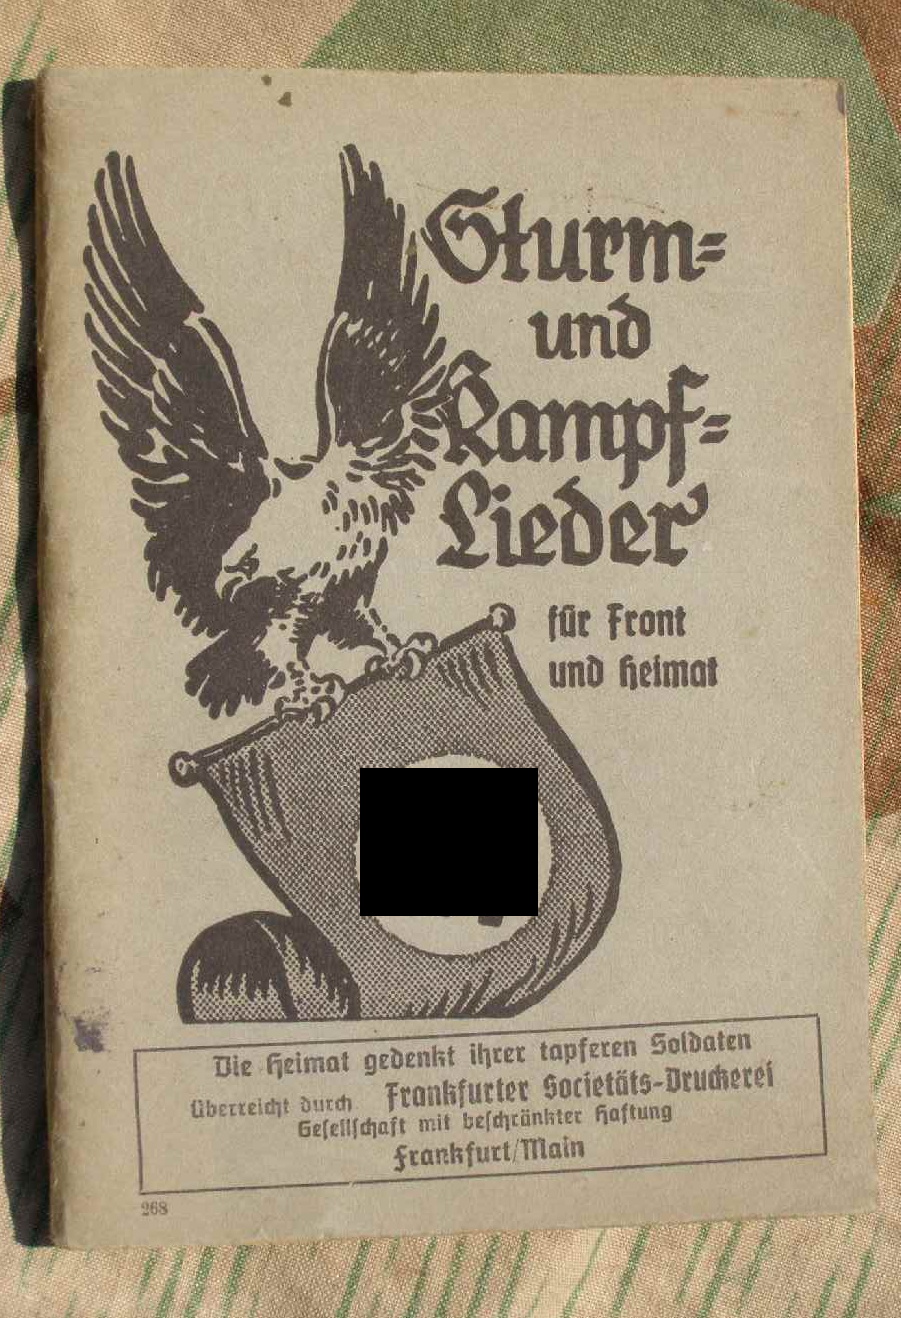 Sturm-
und
Kampf-
Lieder
für Front
und Heimat
Die Heimat gedenkt ihrer tapferen Soldaten
überreicht durch Frankfurter Societäts-Druckerei
Gesellschaft mit beschränkter Haftung
Frankfurt/Main
268